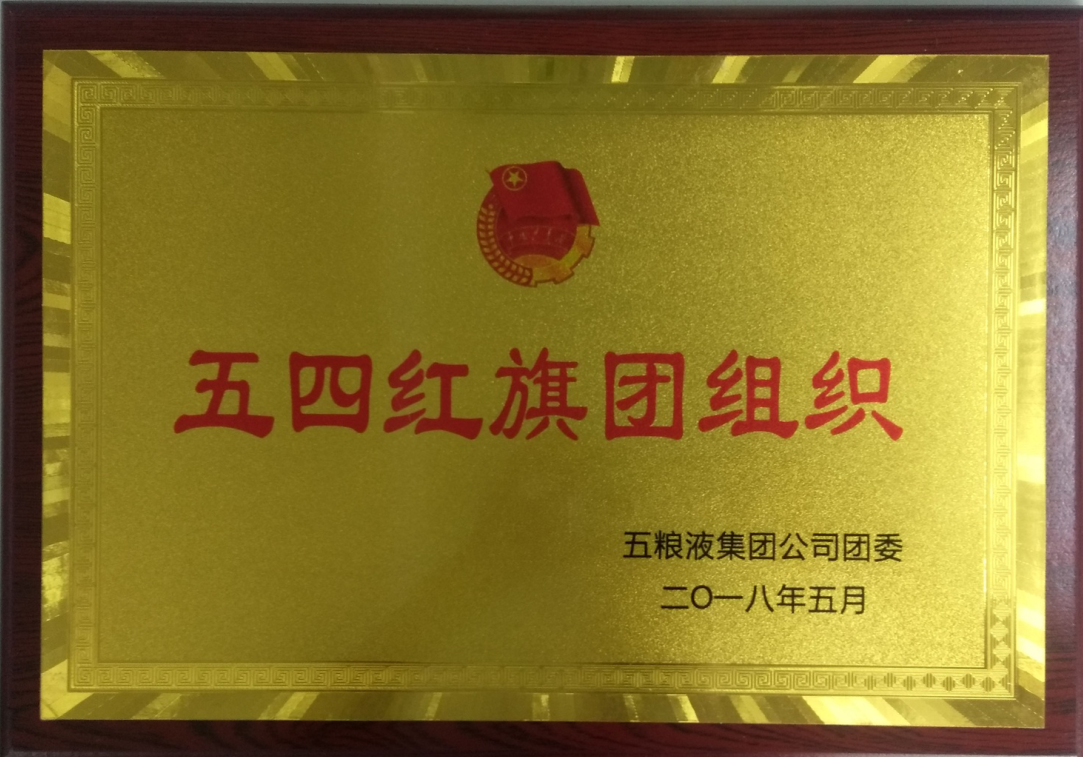 五四红旗团组织
五粮液集团公司团委
二〇一八年五月